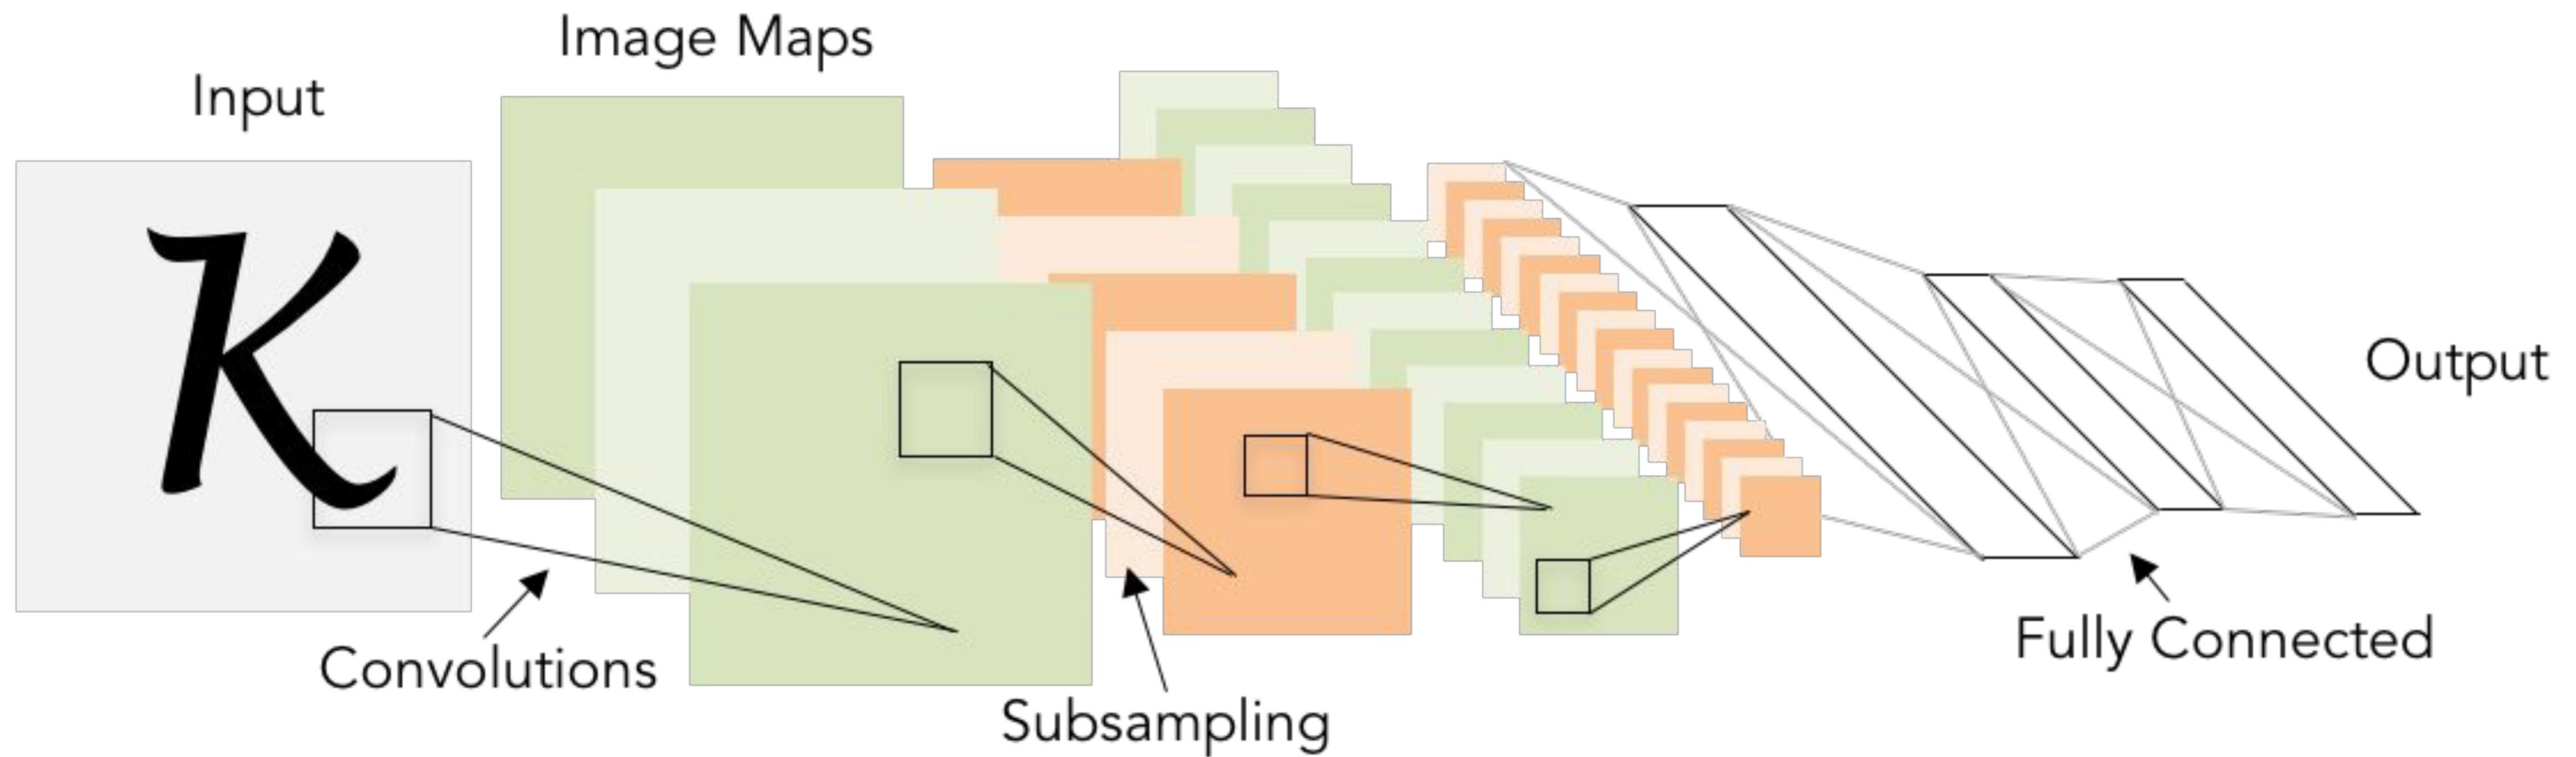 Input
Image Maps
K
Convolutions
Subsampling
Fully Connected
Output